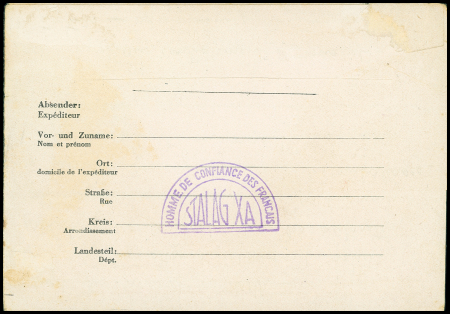 Absender:
Expéditeur
Vor- und Zuname:
Nom et prénom
Ort:
domicile de l'expéditeur
HOMME DE CONFIANCE DES FRANÇAIS
STALAG XA
Straße:
Rue
Kreis:
Arrondissement
Landesteil:
Dépt.